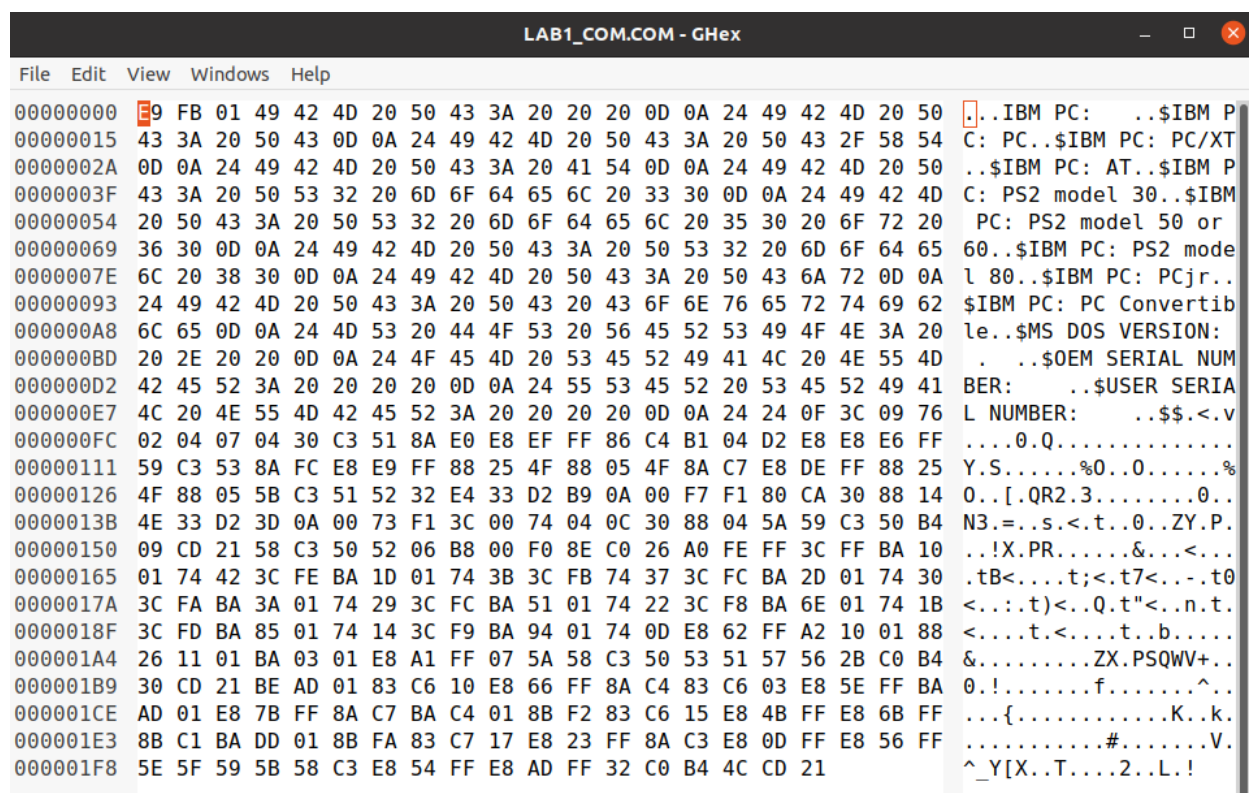 LAB1_COM.COM - GHex
File Edit View Windows Help
00000000 E9 FB 01 49 42 4D 20 50 43 3A 20 20 20 0D 0A 24 49 42 4D 20 50 ...IBM PC:   ..$IBM P
00000015 43 3A 20 50 43 0D 0A 24 49 42 4D 20 50 43 3A 20 50 43 2F 58 54 C: PC..$IBM PC: PC/XT
0000002A 0D 0A 24 49 42 4D 20 50 43 3A 20 41 54 0D 0A 24 49 42 4D 20 50 ..$IBM PC: AT..$IBM P
0000003F 43 3A 20 50 53 32 20 6D 6F 64 65 6C 20 33 30 0D 0A 24 49 42 4D C: PS2 model 30..$IBM
00000054 20 50 43 3A 20 50 53 32 20 6D 6F 64 65 6C 20 35 30 20 6F 72 20  PC: PS2 model 50 or
00000069 36 30 0D 0A 24 49 42 4D 20 50 43 3A 20 50 53 32 20 6D 6F 64 65 60..$IBM PC: PS2 mode
0000007E 6C 20 38 30 0D 0A 24 49 42 4D 20 50 43 3A 20 50 43 6A 72 0D 0A l 80..$IBM PC: PCjr..
00000093 24 49 42 4D 20 50 43 3A 20 50 43 20 43 6F 6E 76 65 72 74 69 62 $IBM PC: PC Convertib
000000A8 6C 65 0D 0A 24 4D 53 20 44 4F 53 20 56 45 52 53 49 4F 4E 3A 20 le..$MS DOS VERSION:
000000BD 20 2E 20 20 0D 0A 24 4F 45 4D 20 53 45 52 49 41 4C 20 4E 55 4D  .  ..$OEM SERIAL NUM
000000D2 42 45 52 3A 20 20 20 20 0D 0A 24 55 53 45 52 20 53 45 52 49 41 BER:    ..$USER SERIA
000000E7 4C 20 4E 55 4D 42 45 52 3A 20 20 20 20 0D 0A 24 24 0F 3C 09 76 L NUMBER:    ..$$.<.v
000000FC 02 04 07 04 30 C3 51 8A E0 E8 EF FF 86 C4 B1 04 D2 E8 E8 E6 FF ....0.Q..............
00000111 59 C3 53 8A FC E8 E9 FF 88 25 4F 88 05 4F 8A C7 E8 DE FF 88 25 Y.S......%O..O......%
00000126 4F 88 05 5B C3 51 52 32 E4 33 D2 B9 0A 00 F7 F1 80 CA 30 88 14 O..[.QR2.3........0..
0000013B 4E 33 D2 3D 0A 00 73 F1 3C 00 74 04 0C 30 88 04 5A 59 C3 50 B4 N3.=..s.<.t..0..ZY.P.
00000150 09 CD 21 58 C3 50 52 06 B8 00 F0 8E C0 26 A0 FE FF 3C FF BA 10 ..!X.PR......&...<...
00000165 01 74 42 3C FE BA 1D 01 74 3B 3C FB 74 37 3C FC BA 2D 01 74 30 .tB<....t;<.t7<..-.t0
0000017A 3C FA BA 3A 01 74 29 3C FC BA 51 01 74 22 3C F8 BA 6E 01 74 1B <..:.t)<..Q.t"<..n.t.
0000018F 3C FD BA 85 01 74 14 3C F9 BA 94 01 74 0D E8 62 FF A2 10 01 88 <....t.<....t..b.....
000001A4 26 11 01 BA 03 01 E8 A1 FF 07 5A 58 C3 50 53 51 57 56 2B C0 B4 &.........ZX.PSQWV+..
000001B9 30 CD 21 BE AD 01 83 C6 10 E8 66 FF 8A C4 83 C6 03 E8 5E FF BA 0.!.......f.......^..
000001CE AD 01 E8 7B FF 8A C7 BA C4 01 8B F2 83 C6 15 E8 4B FF E8 6B FF ...{............K..k.
000001E3 8B C1 BA DD 01 8B FA 83 C7 17 E8 23 FF 8A C3 E8 0D FF E8 56 FF ...........#.......V.
000001F8 5E 5F 59 5B 58 C3 E8 54 FF E8 AD FF 32 C0 B4 4C CD 21 ^_Y[X..T....2..L.!